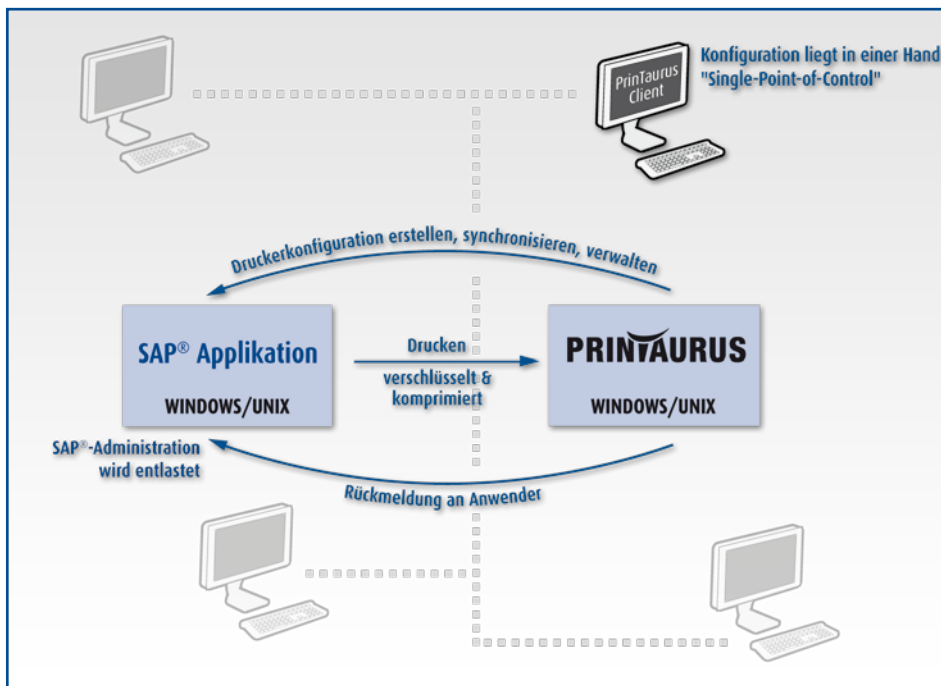 Konfiguration liegt in einer Hand
"Single-Point-of-Control"
PrinTaurus
Client
Druckerkonfiguration erstellen, synchronisieren, verwalten
SAP® Applikation
WINDOWS/UNIX
Drucken
verschlüsselt &
komprimiert
PRINTAURUS
WINDOWS/UNIX
SAP®-Administration
wird entlastet
Rückmeldung an Anwender